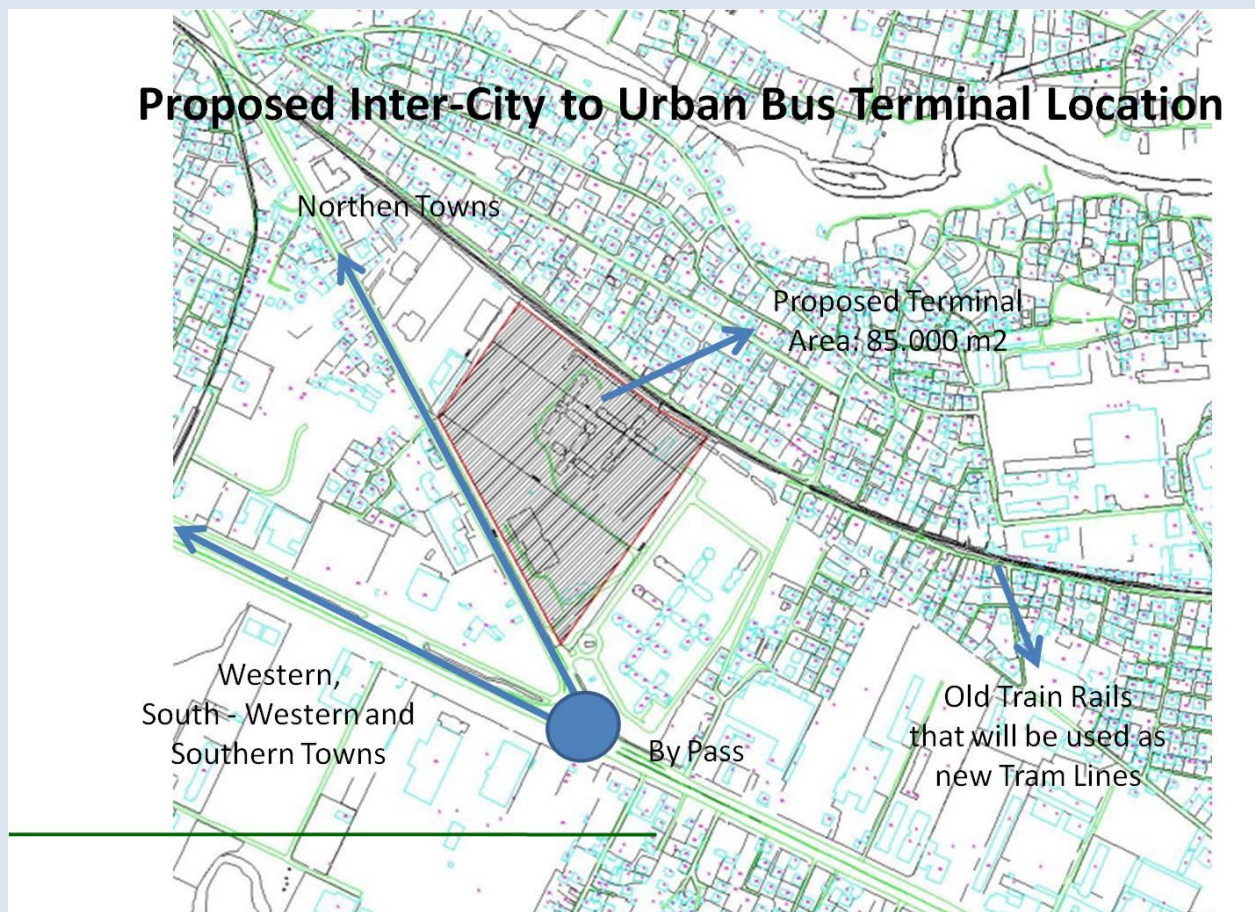 Proposed Inter-City to Urban Bus Terminal Location
Northen Towns
Proposed Terminal
Area: 85.000 m2
Western,
South - Western and
Southern Towns
By Pass
Old Train Rails
that will be used as
new Tram Lines